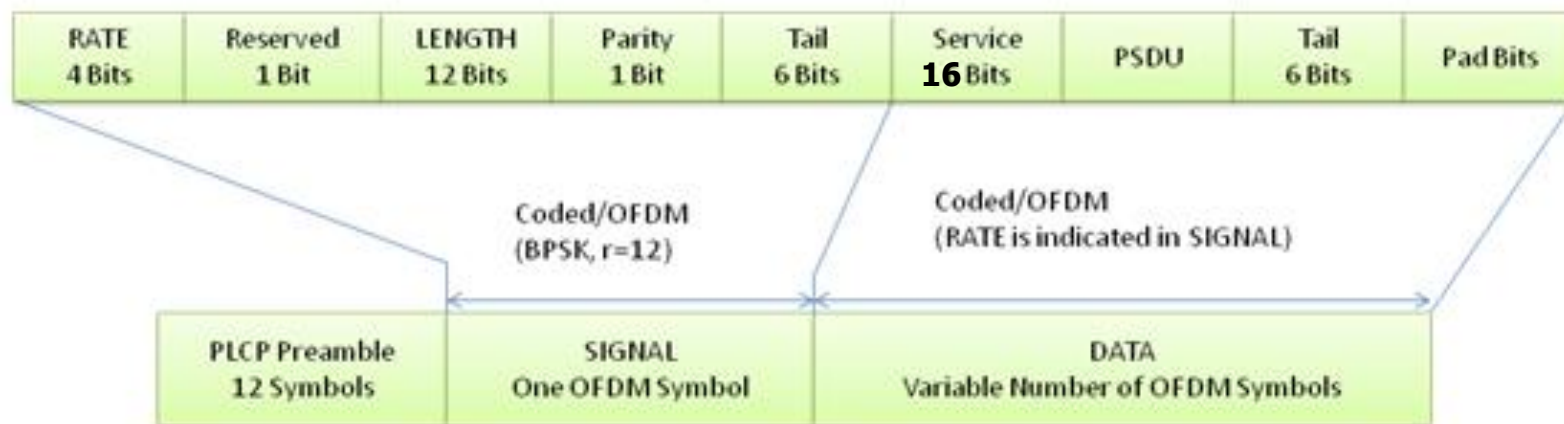 RATE
4 Bits
Reserved
1 Bit
LENGTH
12 Bits
Parity
1 Bit
Tail
6 Bits
Service
16 Bits
PSDU
Tail
6 Bits
Pad Bits
Coded/OFDM
(BPSK, r=12)
Coded/OFDM
(RATE is indicated in SIGNAL)
PLCP Preamble
12 Symbols
SIGNAL
One OFDM Symbol
DATA
Variable Number of OFDM Symbols